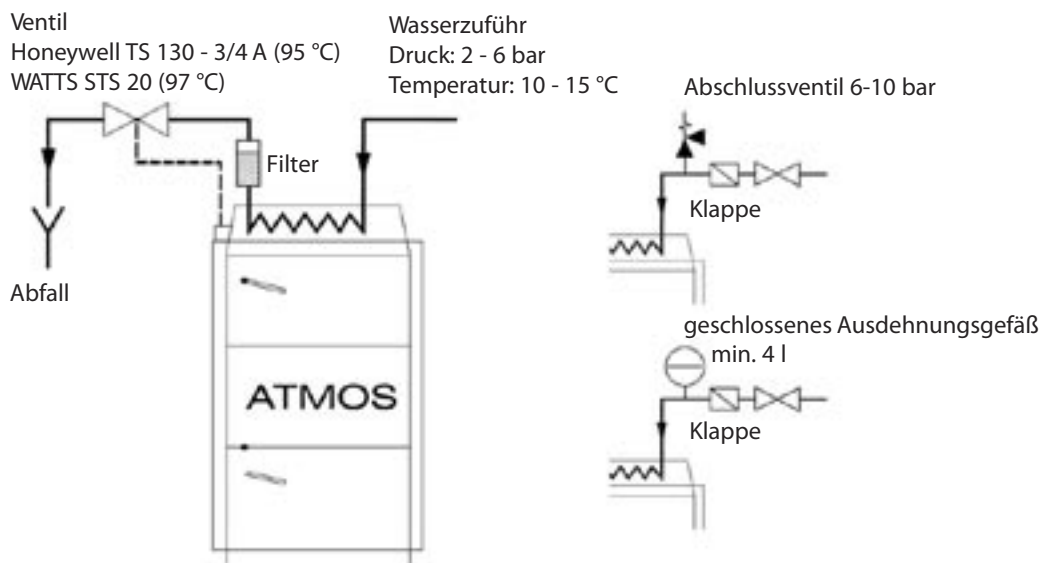 Ventil
Honeywell TS 130 - 3/4 A (95 °C)
WATTS STS 20 (97 °C)
Wasserzuführ
Druck: 2 - 6 bar
Temperatur: 10 - 15 °C
Abschlussventil 6-10 bar
Filter
Klappe
Abfall
geschlossenes Ausdehnungsgefäß
min. 4 l
Klappe
ATMOS